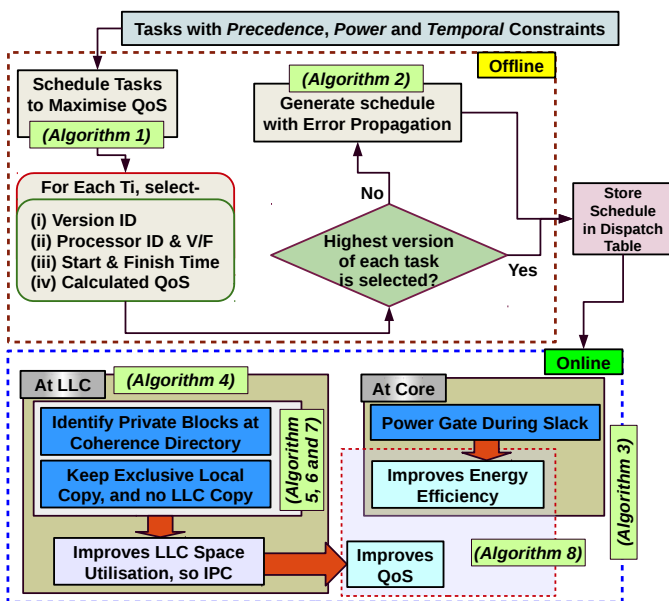 Tasks with Precedence, Power and Temporal Constraints
Offline
Schedule Tasks
to Maximise QoS
(Algorithm 1)
(Algorithm 2)
Generate schedule
with Error Propagation
For Each Ti, select-
(i) Version ID
(ii) Processor ID & V/F
(iii) Start & Finish Time
(iv) Calculated QoS
No
Highest version
of each task
is selected?
Yes
Store
Schedule
in Dispatch
Table
Online
At LLC
(Algorithm 4)
Identify Private Blocks at
Coherence Directory
Keep Exclusive Local
Copy, and no LLC Copy
(Algorithm
5, 6 and 7)
Improves LLC Space
Utilisation, so IPC
At Core
Power Gate During Slack
Improves Energy
Efficiency
(Algorithm 3)
(Algorithm 8)
Improves
QoS